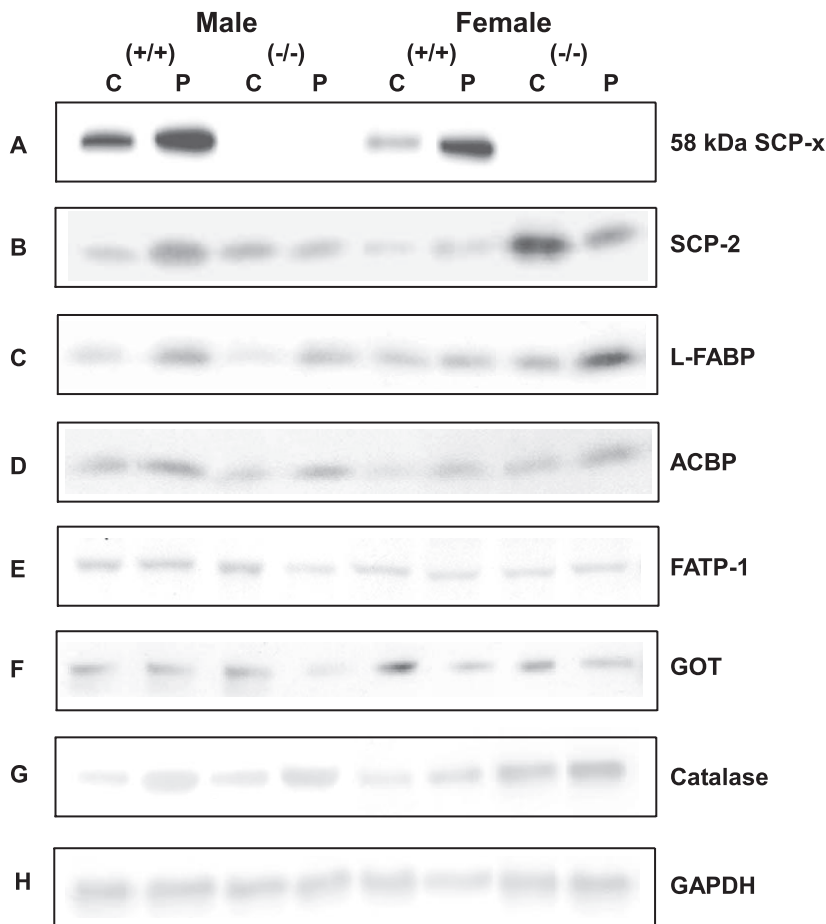 Male Female
(+/+) (-/-) (+/+) (-/-)
C P C P C P C P
A 58 kDa SCP-x
B SCP-2
C L-FABP
D ACBP
E FATP-1
F GOT
G Catalase
H GAPDH